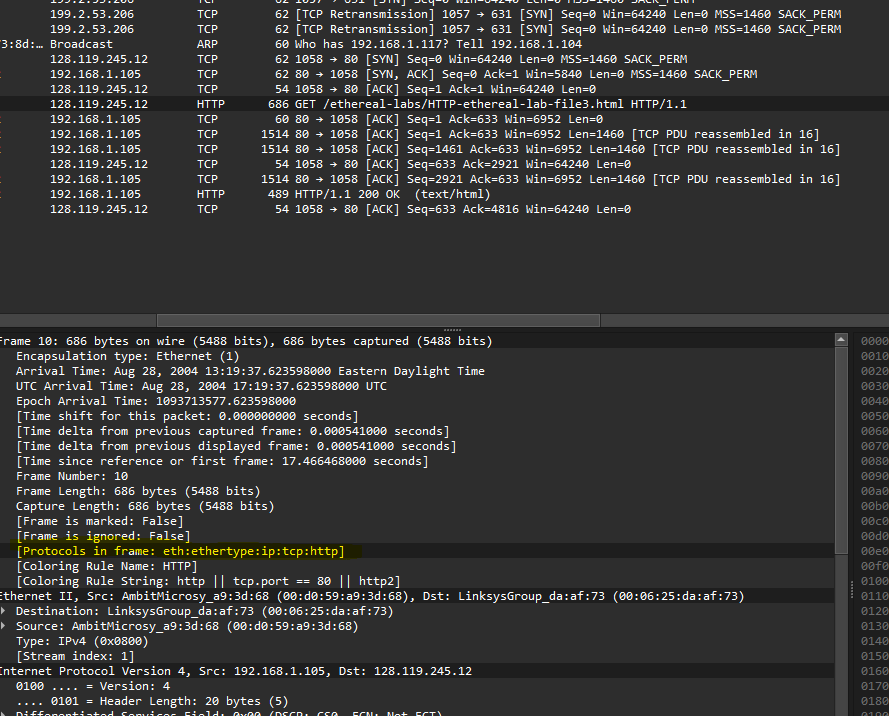 199.2.53.206 TCP 62 [TCP Retransmission] 1057 → 631 [SYN] Seq=0 Win=64240 Len=0 MSS=1460 SACK_PERM
199.2.53.206 TCP 62 [TCP Retransmission] 1057 → 631 [SYN] Seq=0 Win=64240 Len=0 MSS=1460 SACK_PERM
73:8d:… Broadcast ARP 60 Who has 192.168.1.117? Tell 192.168.1.104
128.119.245.12 TCP 62 1058 → 80 [SYN] Seq=0 Win=64240 Len=0 MSS=1460 SACK_PERM
192.168.1.105 TCP 62 80 → 1058 [SYN, ACK] Seq=0 Ack=1 Win=5840 Len=0 MSS=1460 SACK_PERM
128.119.245.12 TCP 54 1058 → 80 [ACK] Seq=1 Ack=1 Win=64240 Len=0
128.119.245.12 HTTP 686 GET /ethereal-labs/HTTP-ethereal-lab-file3.html HTTP/1.1
192.168.1.105 TCP 60 80 → 1058 [ACK] Seq=1 Ack=633 Win=6952 Len=0
192.168.1.105 TCP 1514 80 → 1058 [ACK] Seq=1 Ack=633 Win=6952 Len=1460 [TCP PDU reassembled in 16]
192.168.1.105 TCP 1514 80 → 1058 [ACK] Seq=1461 Ack=633 Win=6952 Len=1460 [TCP PDU reassembled in 16]
128.119.245.12 TCP 54 1058 → 80 [ACK] Seq=633 Ack=2921 Win=64240 Len=0
192.168.1.105 TCP 1514 80 → 1058 [ACK] Seq=2921 Ack=633 Win=6952 Len=1460 [TCP PDU reassembled in 16]
192.168.1.105 HTTP 489 HTTP/1.1 200 OK (text/html)
128.119.245.12 TCP 54 1058 → 80 [ACK] Seq=633 Ack=4816 Win=64240 Len=0
Frame 10: 686 bytes on wire (5488 bits), 686 bytes captured (5488 bits) 0000
Encapsulation type: Ethernet (1) 0010
Arrival Time: Aug 28, 2004 13:19:37.623598000 Eastern Daylight Time 0020
UTC Arrival Time: Aug 28, 2004 17:19:37.623598000 UTC 0030
Epoch Arrival Time: 1093713577.623598000 0040
[Time shift for this packet: 0.000000000 seconds] 0050
[Time delta from previous captured frame: 0.000541000 seconds] 0060
[Time delta from previous displayed frame: 0.000541000 seconds] 0070
[Time since reference or first frame: 17.466468000 seconds] 0080
Frame Number: 10 0090
Frame Length: 686 bytes (5488 bits) 00a0
Capture Length: 686 bytes (5488 bits) 00b0
[Frame is marked: False] 00c0
[Frame is ignored: False] 00d0
[Protocols in frame: eth:ethertype:ip:tcp:http] 00e0
[Coloring Rule Name: HTTP] 00f0
[Coloring Rule String: http || tcp.port == 80 || http2] 0100
Ethernet II, Src: AmbitMicrosy_a9:3d:68 (00:d0:59:a9:3d:68), Dst: LinksysGroup_da:af:73 (00:06:25:da:af:73) 0110
Destination: LinksysGroup_da:af:73 (00:06:25:da:af:73) 0120
Source: AmbitMicrosy_a9:3d:68 (00:d0:59:a9:3d:68) 0130
Type: IPv4 (0x0800) 0140
[Stream index: 1] 0150
Internet Protocol Version 4, Src: 192.168.1.105, Dst: 128.119.245.12 0160
0100 .... = Version: 4 0170
.... 0101 = Header Length: 20 bytes (5) 0180
Differentiated Services Field: 0x00 (DSCP: CS0, ECN: Not-ECT) 0190